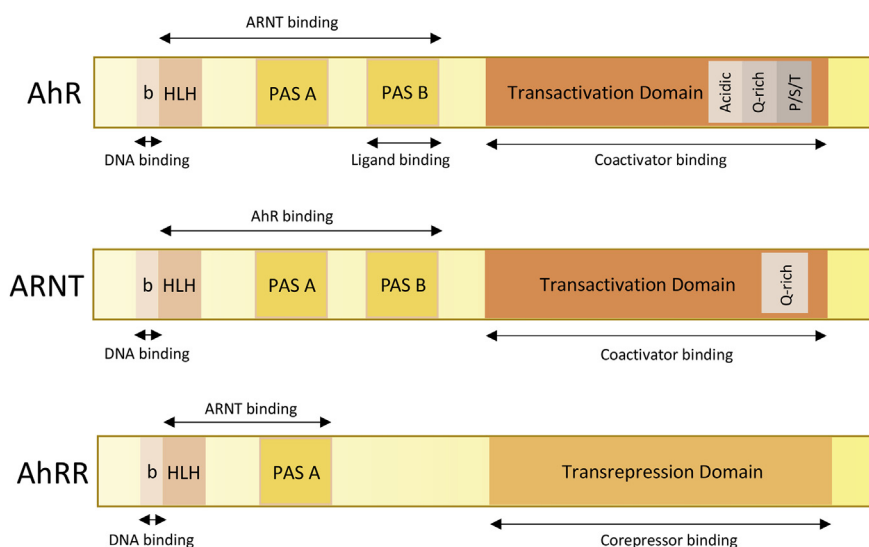 ARNT binding
AhR
b
HLH
PAS A
PAS B
Transactivation Domain
Acidic
Q-rich
P/S/T
DNA binding
Ligand binding
Coactivator binding
AhR binding
ARNT
b
HLH
PAS A
PAS B
Transactivation Domain
Q-rich
DNA binding
Coactivator binding
ARNT binding
AhRR
b
HLH
PAS A
Transrepression Domain
DNA binding
Corepressor binding